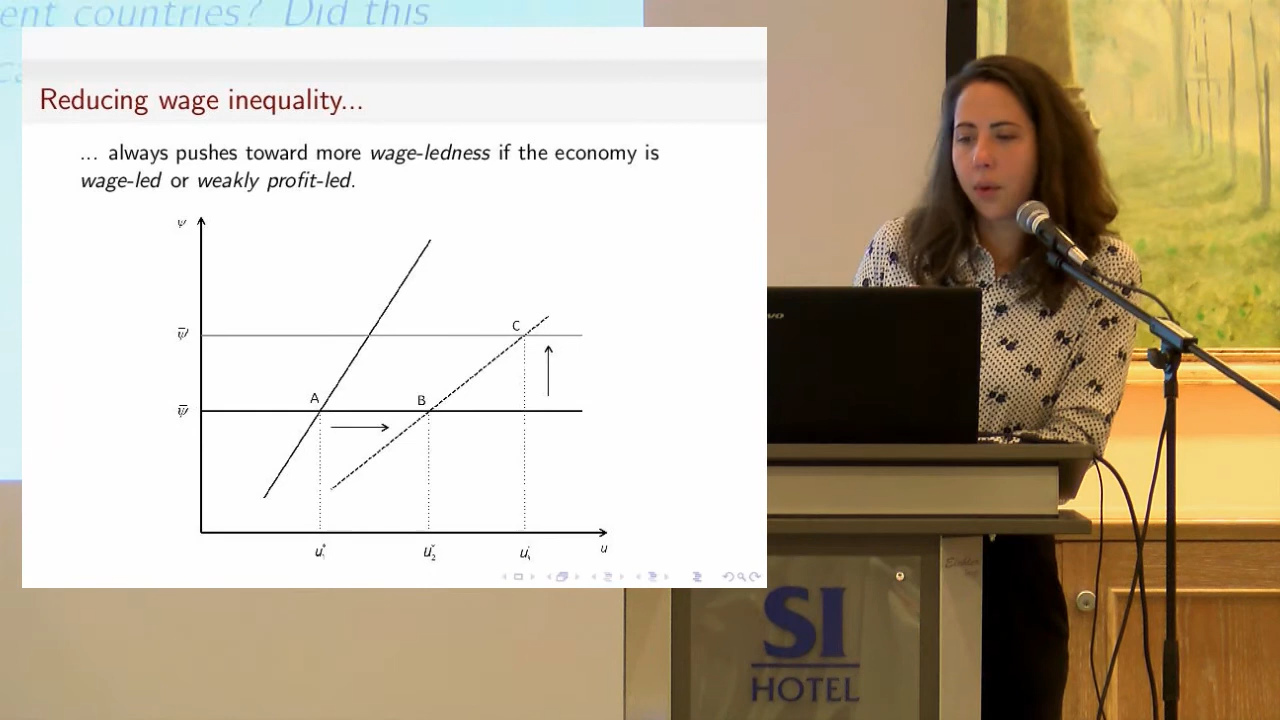 ent countries? Did this
ca
Reducing wage inequality...
... always pushes toward more wage-ledness if the economy is
wage-led or weakly profit-led.
ψ
ψ̅
C
ψ̅
A
B
u
SI
HOTEL